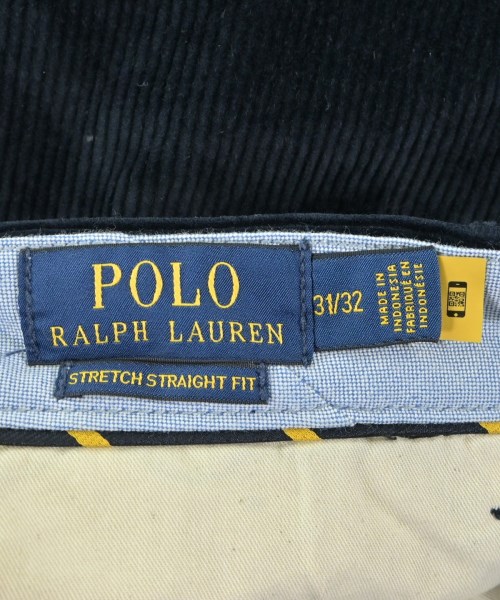 POLO
RALPH LAUREN
STRETCH STRAIGHT FIT
31/32
MADE IN
INDONESIA
FABRIQUÉ EN
INDONÉSIE